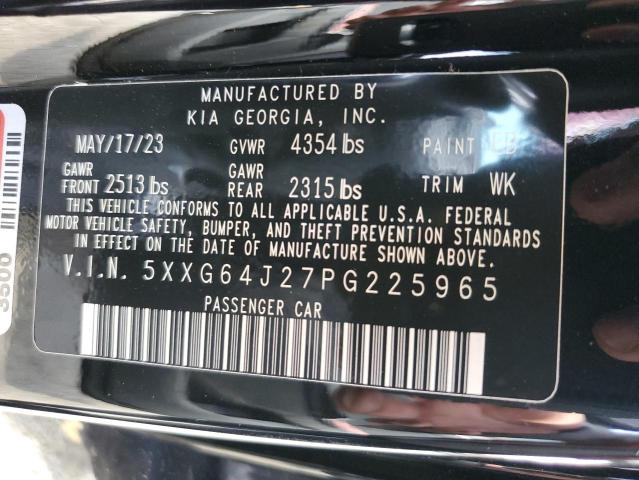 MANUFACTURED BY
KIA GEORGIA, INC.
MAY/17/23 GVWR 4354 lbs PAINT EB
GAWR FRONT 2513 lbs GAWR REAR 2315 lbs TRIM WK
THIS VEHICLE CONFORMS TO ALL APPLICABLE U.S.A. FEDERAL
MOTOR VEHICLE SAFETY, BUMPER, AND THEFT PREVENTION STANDARDS
IN EFFECT ON THE DATE OF MANUFACTURE SHOWN ABOVE.
V.I.N. 5XXG64J27PG225965
PASSENGER CAR